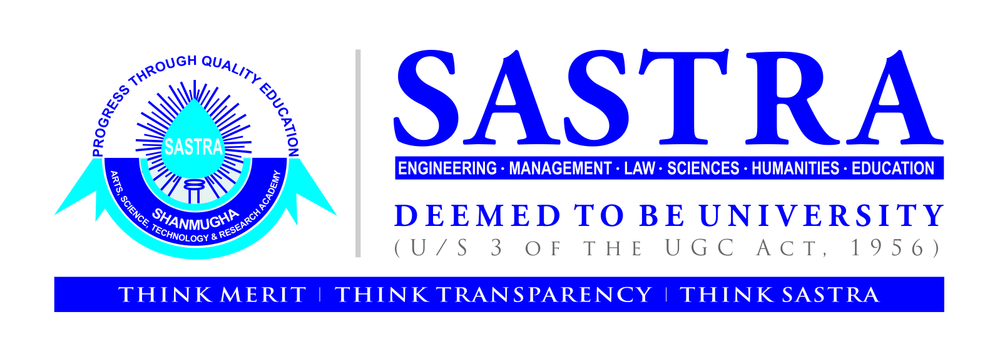 PROGRESS THROUGH QUALITY EDUCATION
SASTRA
SHANMUGHA
ARTS, SCIENCE, TECHNOLOGY & RESEARCH ACADEMY
SASTRA
ENGINEERING · MANAGEMENT · LAW · SCIENCES · HUMANITIES · EDUCATION
DEEMED TO BE UNIVERSITY
(U/S 3 OF THE UGC ACT, 1956)
THINK MERIT | THINK TRANSPARENCY | THINK SASTRA